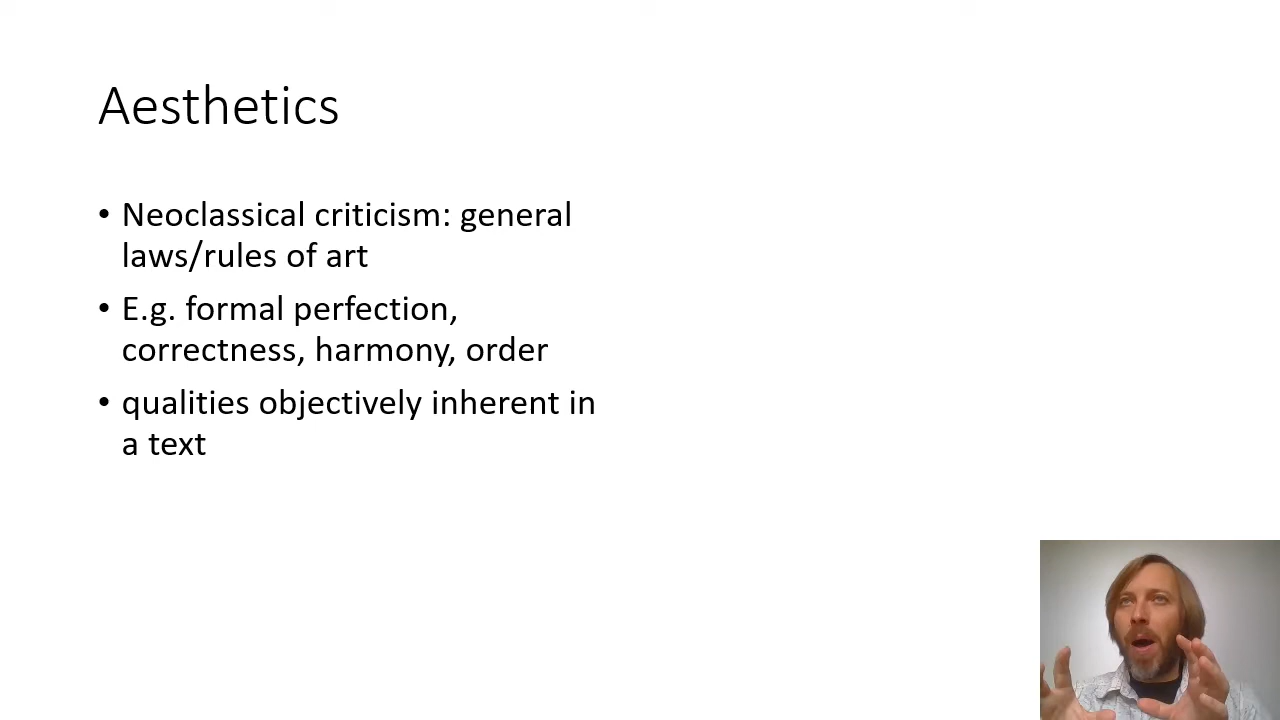 Aesthetics
• Neoclassical criticism: general
laws/rules of art
• E.g. formal perfection,
correctness, harmony, order
• qualities objectively inherent in
a text